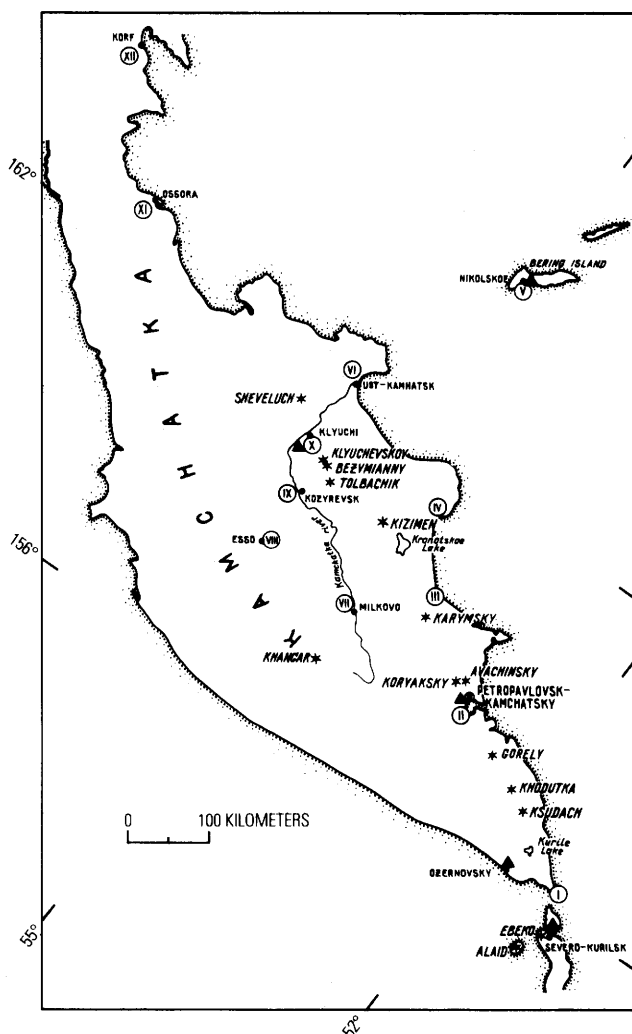 KORF
XII
162°
OSSORA
XI
BERING ISLAND
NIKOLSKOE
V
KAMCHATKA
VI
UST-KAMHATSK
SHEVELUCH
KLYUCHI
X
KLYUCHEVSKOY
BEZYMIANNY
TOLBACHIK
IX
KOZYREVSK
IV
KIZIMEN
Kronotskoe
Lake
ESSO
VIII
Kamchatka river
156°
III
VII
MILKOVO
KARYMSKY
KHANGAR
AVACHINSKY
KORYAKSKY
PETROPAVLOVSK-
KAMCHATSKY
II
GORELY
KHODUTKA
KSUDACH
0 100 KILOMETERS
Kurile
Lake
OZERNOVSKY
I
55°
EBEKO
SEVERO-KURILSK
ALAID
52°